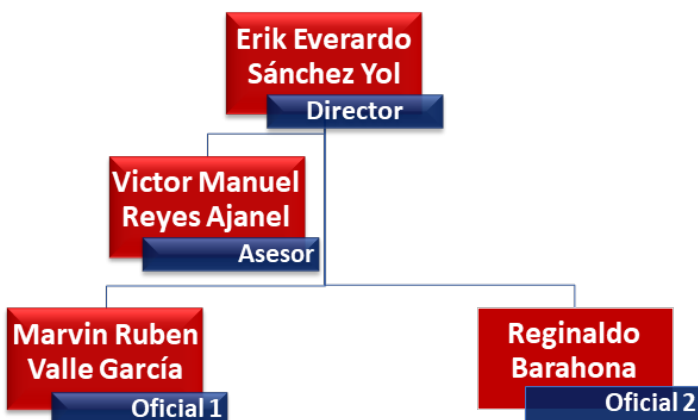 Erik Everardo
Sánchez Yol
Director
Victor Manuel
Reyes Ajanel
Asesor
Marvin Ruben
Valle García
Oficial 1
Reginaldo
Barahona
Oficial 2